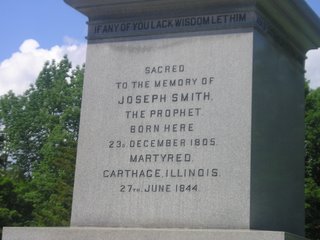 IF ANY OF YOU LACK WISDOM LET HIM
SACRED
TO THE MEMORY OF
JOSEPH SMITH,
THE PROPHET.
BORN HERE
23D. DECEMBER 1805.
MARTYRED,
CARTHAGE, ILLINOIS,
27TH. JUNE 1844.